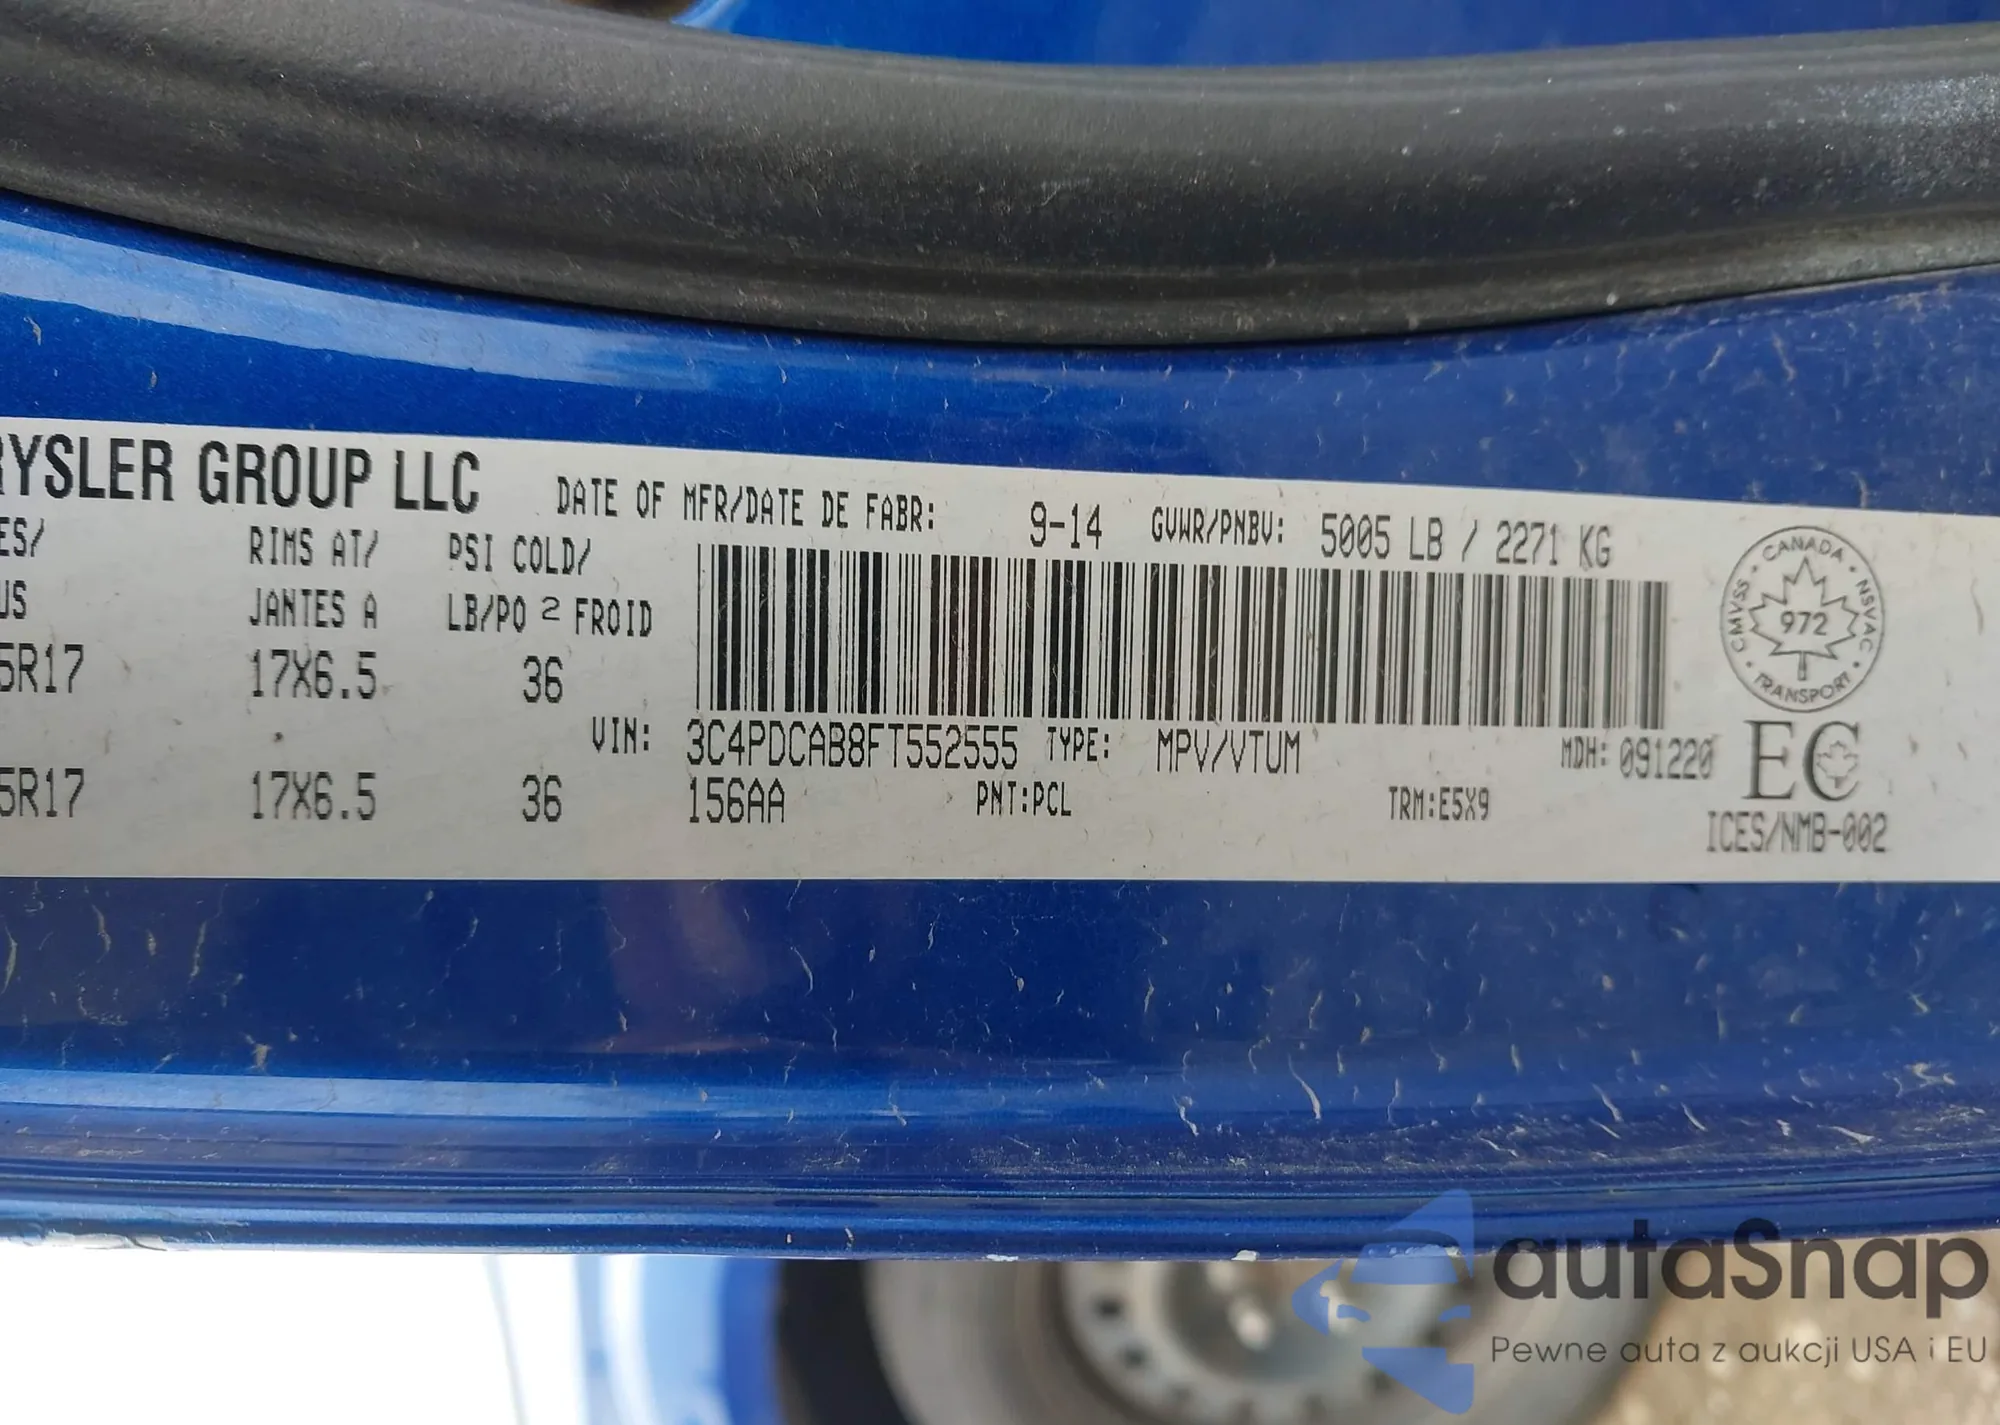 RYSLER GROUP LLC DATE OF MFR/DATE DE FABR: 9-14 GVWR/PNBV: 5005 LB / 2271 KG
ES/ RIMS AT/ PSI COLD/
US JANTES A LB/PO 2 FROID
5R17 17X6.5 36
VIN: 3C4PDCAB8FT552555 TYPE: MPV/VTUM MDH: 091220
5R17 17X6.5 36 156AA PNT:PCL TRM:E5X9
CANADA
CMVSS 972 NSVAC
TRANSPORT
EC
ICES/NMB-002
autaSnap
Pewne auta z aukcji USA i EU